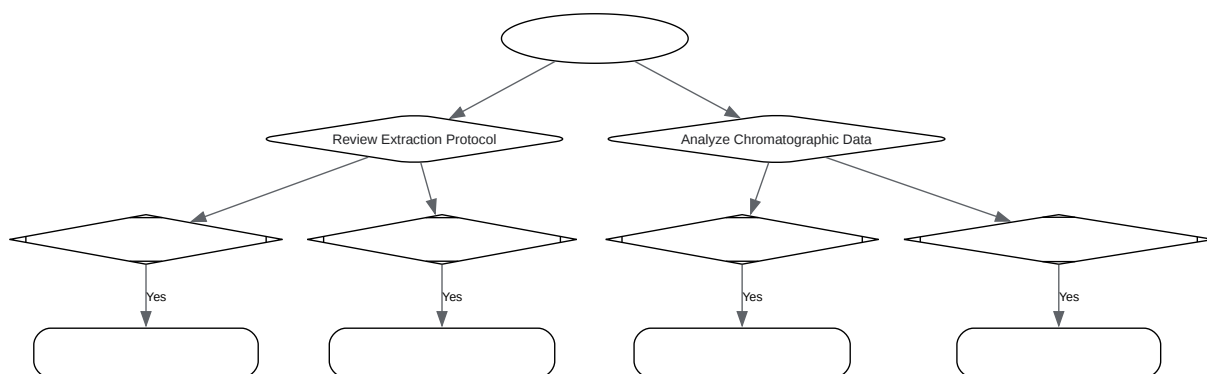 Review Extraction Protocol
Analyze Chromatographic Data
Yes
Yes
Yes
Yes